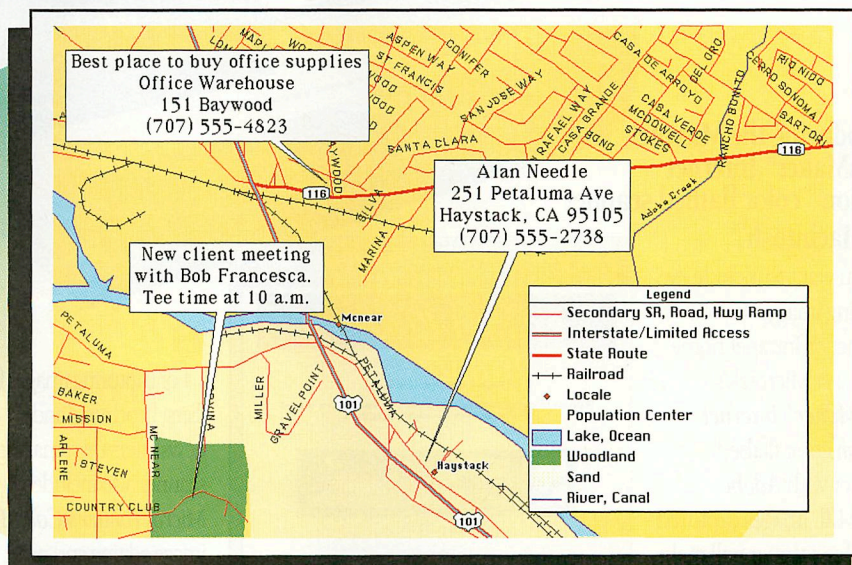 Best place to buy office supplies
Office Warehouse
151 Baywood
(707) 555-4823
Alan Needle
251 Petaluma Ave
Haystack, CA 95105
(707) 555-2738
New client meeting
with Bob Francesca.
Tee time at 10 a.m.
ASPEN WAY
CONIFER
ST FRANCIS
SAN JOSE WAY
SANTA CLARA
RAFAEL WAY
CASA GRANDE
BOND
STOKES
MCDOWELL
CASA VERDE
CASA DE ARROYO
DEL ORO
RANCHO BONITO
RIO NIDO
CERRO SONOMA
SARTORI
116
116
AYWOOD
SILVA
MARINA
Adobe Creek
Mcnear
PETALUMA
PETALUMA
BAKER
MISSION
ARLENE
STEVEN
MC NEAR
COUNTRY CLUB
MILLER
GRAVEL POINT
101
Haystack
101
Legend
Secondary SR, Road, Hwy Ramp
Interstate/Limited Access
State Route
Railroad
Locale
Population Center
Lake, Ocean
Woodland
Sand
River, Canal